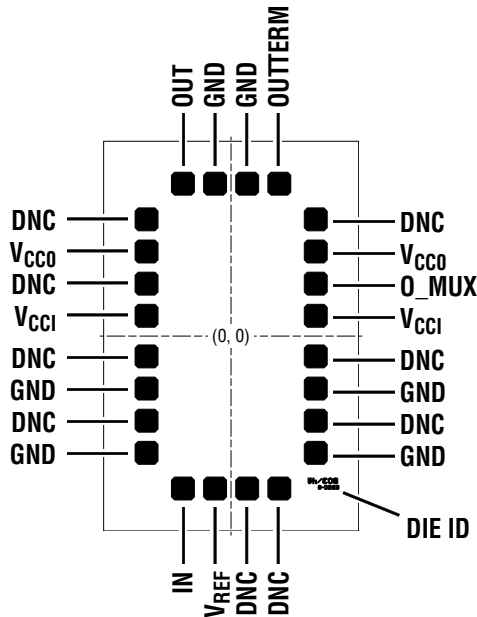 OUT
GND
GND
OUTTERM
DNC
DNC
VCCO
VCCO
DNC
O_MUX
VCCI
VCCI
(0, 0)
DNC
DNC
GND
GND
DNC
DNC
GND
GND
DIE ID
IN
VREF
DNC
DNC